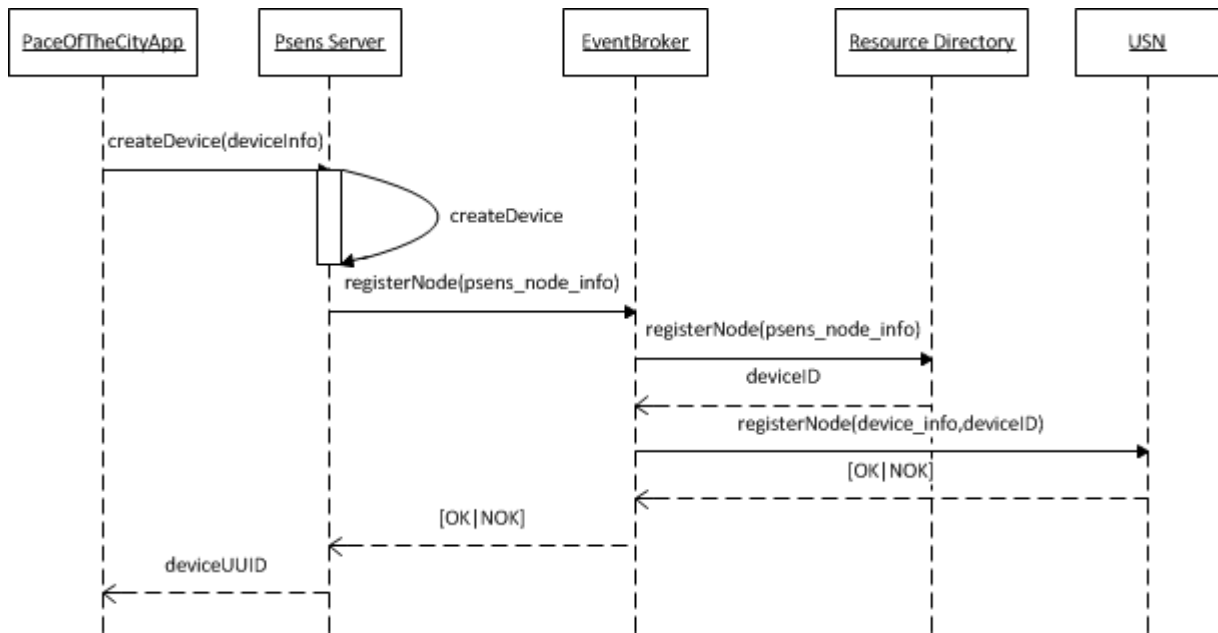 PaceOfTheCityApp
Psens Server
EventBroker
Resource Directory
USN
createDevice(deviceInfo)
createDevice
registerNode(psens_node_info)
registerNode(psens_node_info)
deviceID
registerNode(device_info,deviceID)
[OK|NOK]
[OK|NOK]
deviceUUID